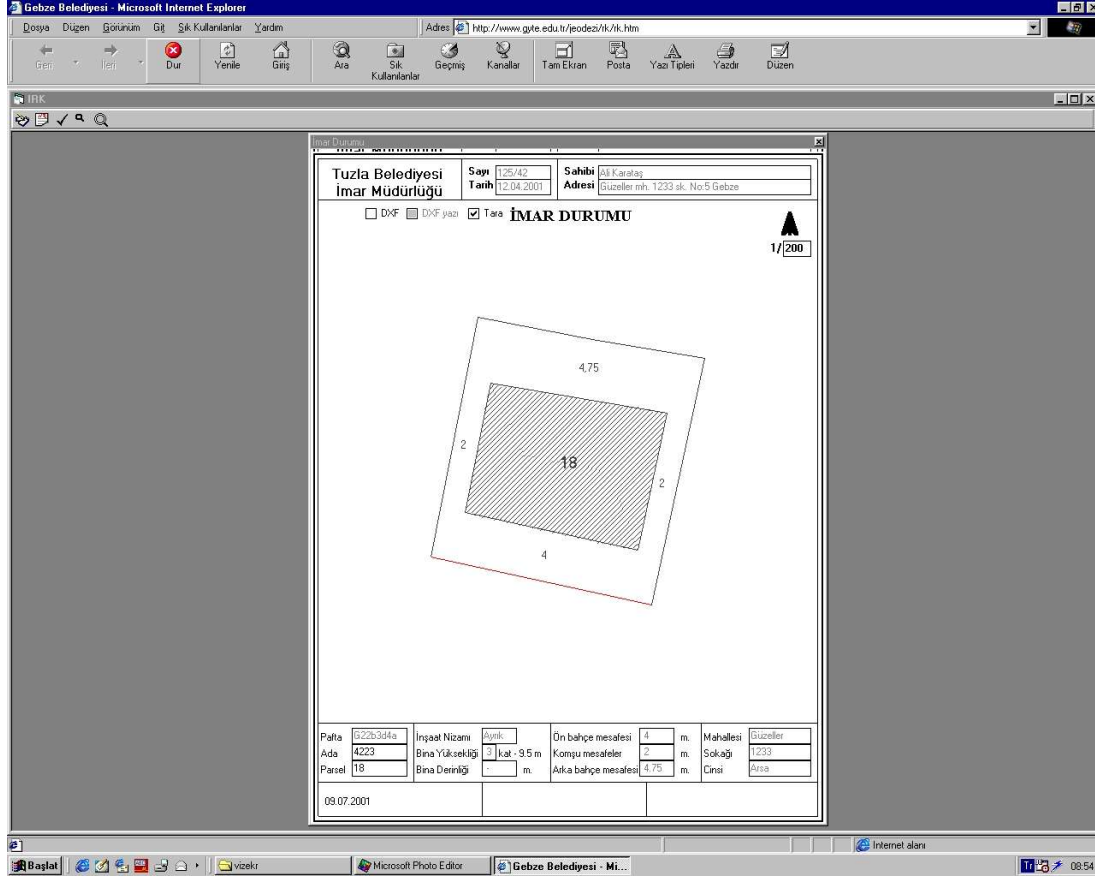 Gebze Belediyesi - Microsoft Internet Explorer
Dosya Düzen Görünüm Git Sık Kullanılanlar Yardım
Adres http://www.gyte.edu.tr/jeodezi/rk/rk.htm
Geri İleri Dur Yenile Giriş Ara Sık Kullanılanlar Geçmiş Kanallar Tam Ekran Posta Yazı Tipleri Yazdır Düzen
IRK
İmar Durumu
İmar Müdürlüğü
Tuzla Belediyesi
İmar Müdürlüğü
Sayı 125/42
Tarih 12.04.2001
Sahibi Ali Karataş
Adresi Güzeller mh. 1233 sk. No:5 Gebze
DXF DXF yazı Tara İMAR DURUMU
1/ 200
4,75
2
18
2
4
Pafta G22b3d4a
Ada 4223
Parsel 18
İnşaat Nizamı Ayrık
Bina Yüksekliği 3 kat - 9.5 m
Bina Derinliği - m.
Ön bahçe mesafesi 4 m.
Komşu mesafeler 2 m.
Arka bahçe mesafesi 4.75 m.
Mahallesi Güzeller
Sokağı 1233
Cinsi Arsa
09.07.2001
Internet alanı
Başlat vizekr Microsoft Photo Editor Gebze Belediyesi - Mi... Tr 08:54